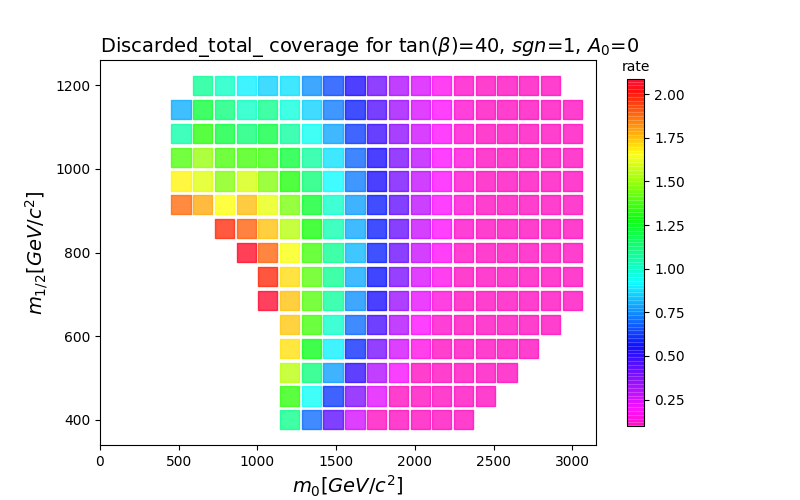 Discarded_total_ coverage for tan(β)=40, sgn=1, A₀=0
rate
1200
1000
800
600
400
m₁/₂[GeV/c²]
0 500 1000 1500 2000 2500 3000
m₀[GeV/c²]
2.00
1.75
1.50
1.25
1.00
0.75
0.50
0.25